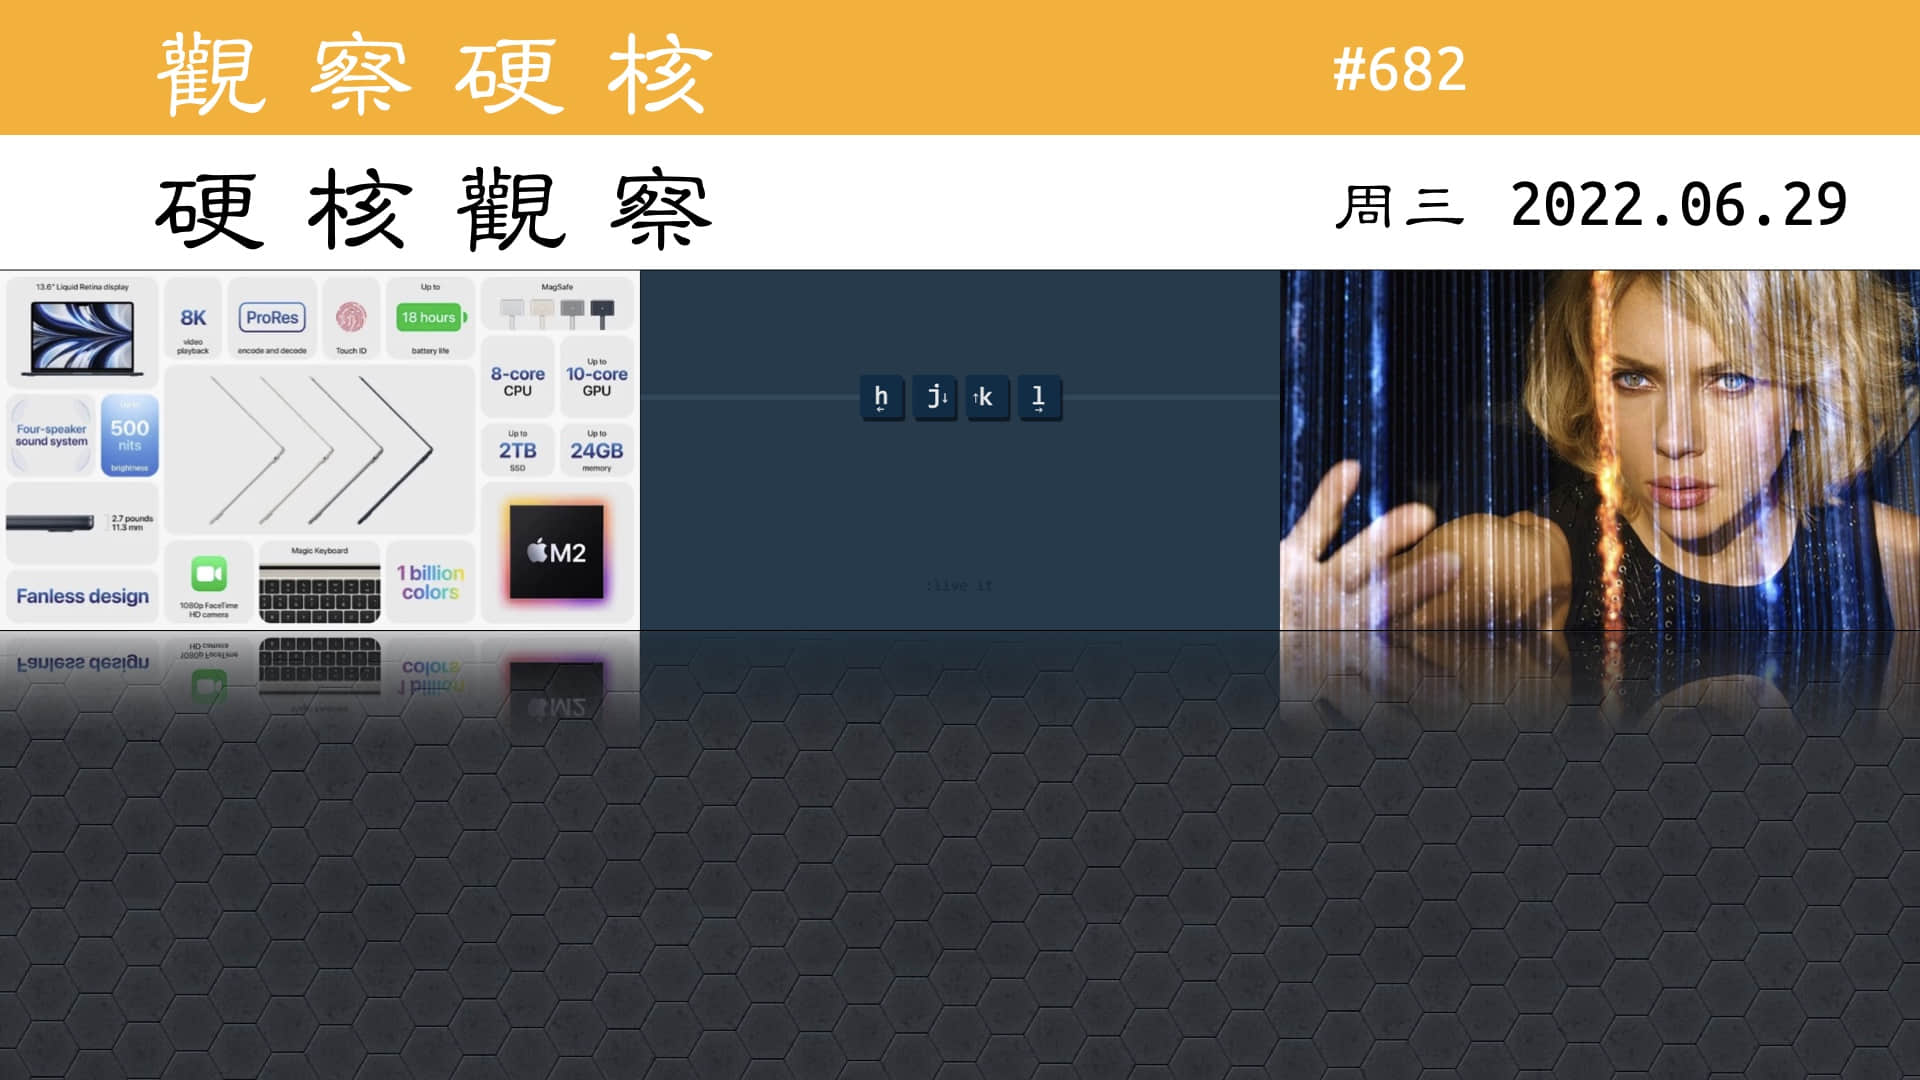 觀察硬核
#682
硬核觀察
周三 2022.06.29
13.6" Liquid Retina display
8K
video
playback
ProRes
encode and decode
Touch ID
Up to
18 hours
battery life
MagSafe
8-core
CPU
Up to
10-core
GPU
Four-speaker
sound system
Up to
500
nits
brightness
Up to
2TB
SSD
Up to
24GB
memory
2.7 pounds
11.3 mm
Fanless design
1080p FaceTime
HD camera
Magic Keyboard
1 billion
colors
M2
h
←
j↓
↑k
l
→
:live it